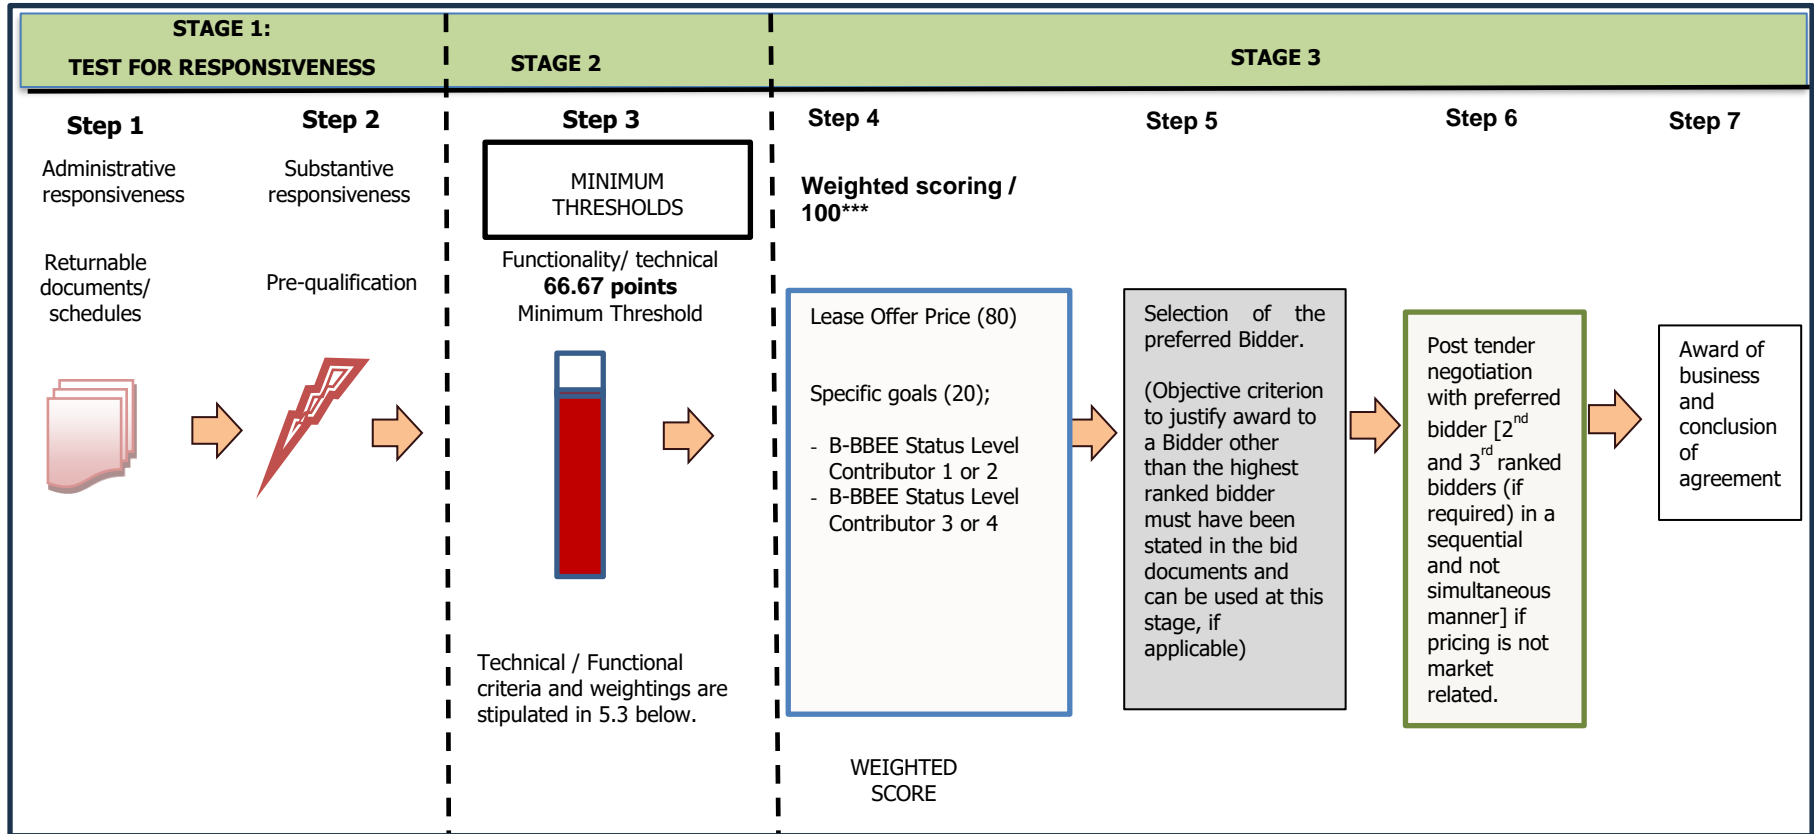 STAGE 1:
TEST FOR RESPONSIVENESS
STAGE 2
STAGE 3
Step 1
Administrative
responsiveness
Returnable
documents/
schedules
Step 2
Substantive
responsiveness
Pre-qualification
Step 3
MINIMUM
THRESHOLDS
Functionality/ technical
66.67 points
Minimum Threshold
Technical / Functional
criteria and weightings are
stipulated in 5.3 below.
Step 4
Weighted scoring /
100***
Lease Offer Price (80)
Specific goals (20);
- B-BBEE Status Level
Contributor 1 or 2
- B-BBEE Status Level
Contributor 3 or 4
WEIGHTED
SCORE
Step 5
Selection of the
preferred Bidder.
(Objective criterion
to justify award to
a Bidder other
than the highest
ranked bidder
must have been
stated in the bid
documents and
can be used at this
stage, if
applicable)
Step 6
Post tender
negotiation
with preferred
bidder [2nd
and 3rd ranked
bidders (if
required) in a
sequential
and not
simultaneous
manner] if
pricing is not
market
related.
Step 7
Award of
business
and
conclusion
of
agreement